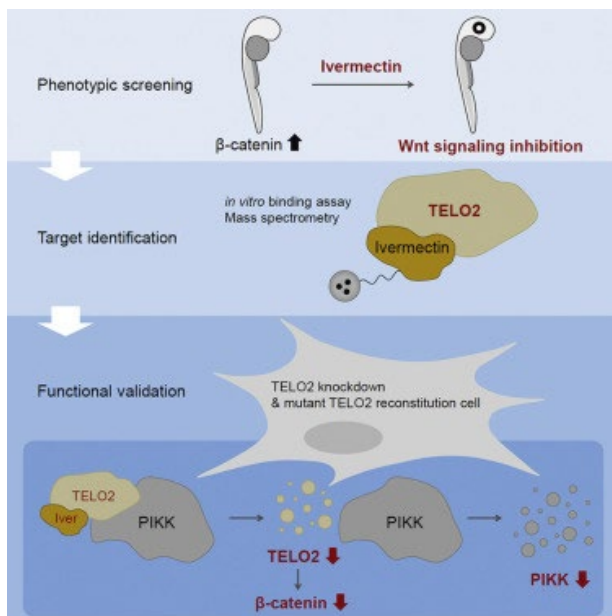 Ivermectin
Phenotypic screening
β-catenin
Wnt signaling inhibition
in vitro binding assay
Mass spectrometry
TELO2
Target identification
Ivermectin
Functional validation
TELO2 knockdown
& mutant TELO2 reconstitution cell
TELO2
Iver
PIKK
PIKK
TELO2
PIKK
β-catenin